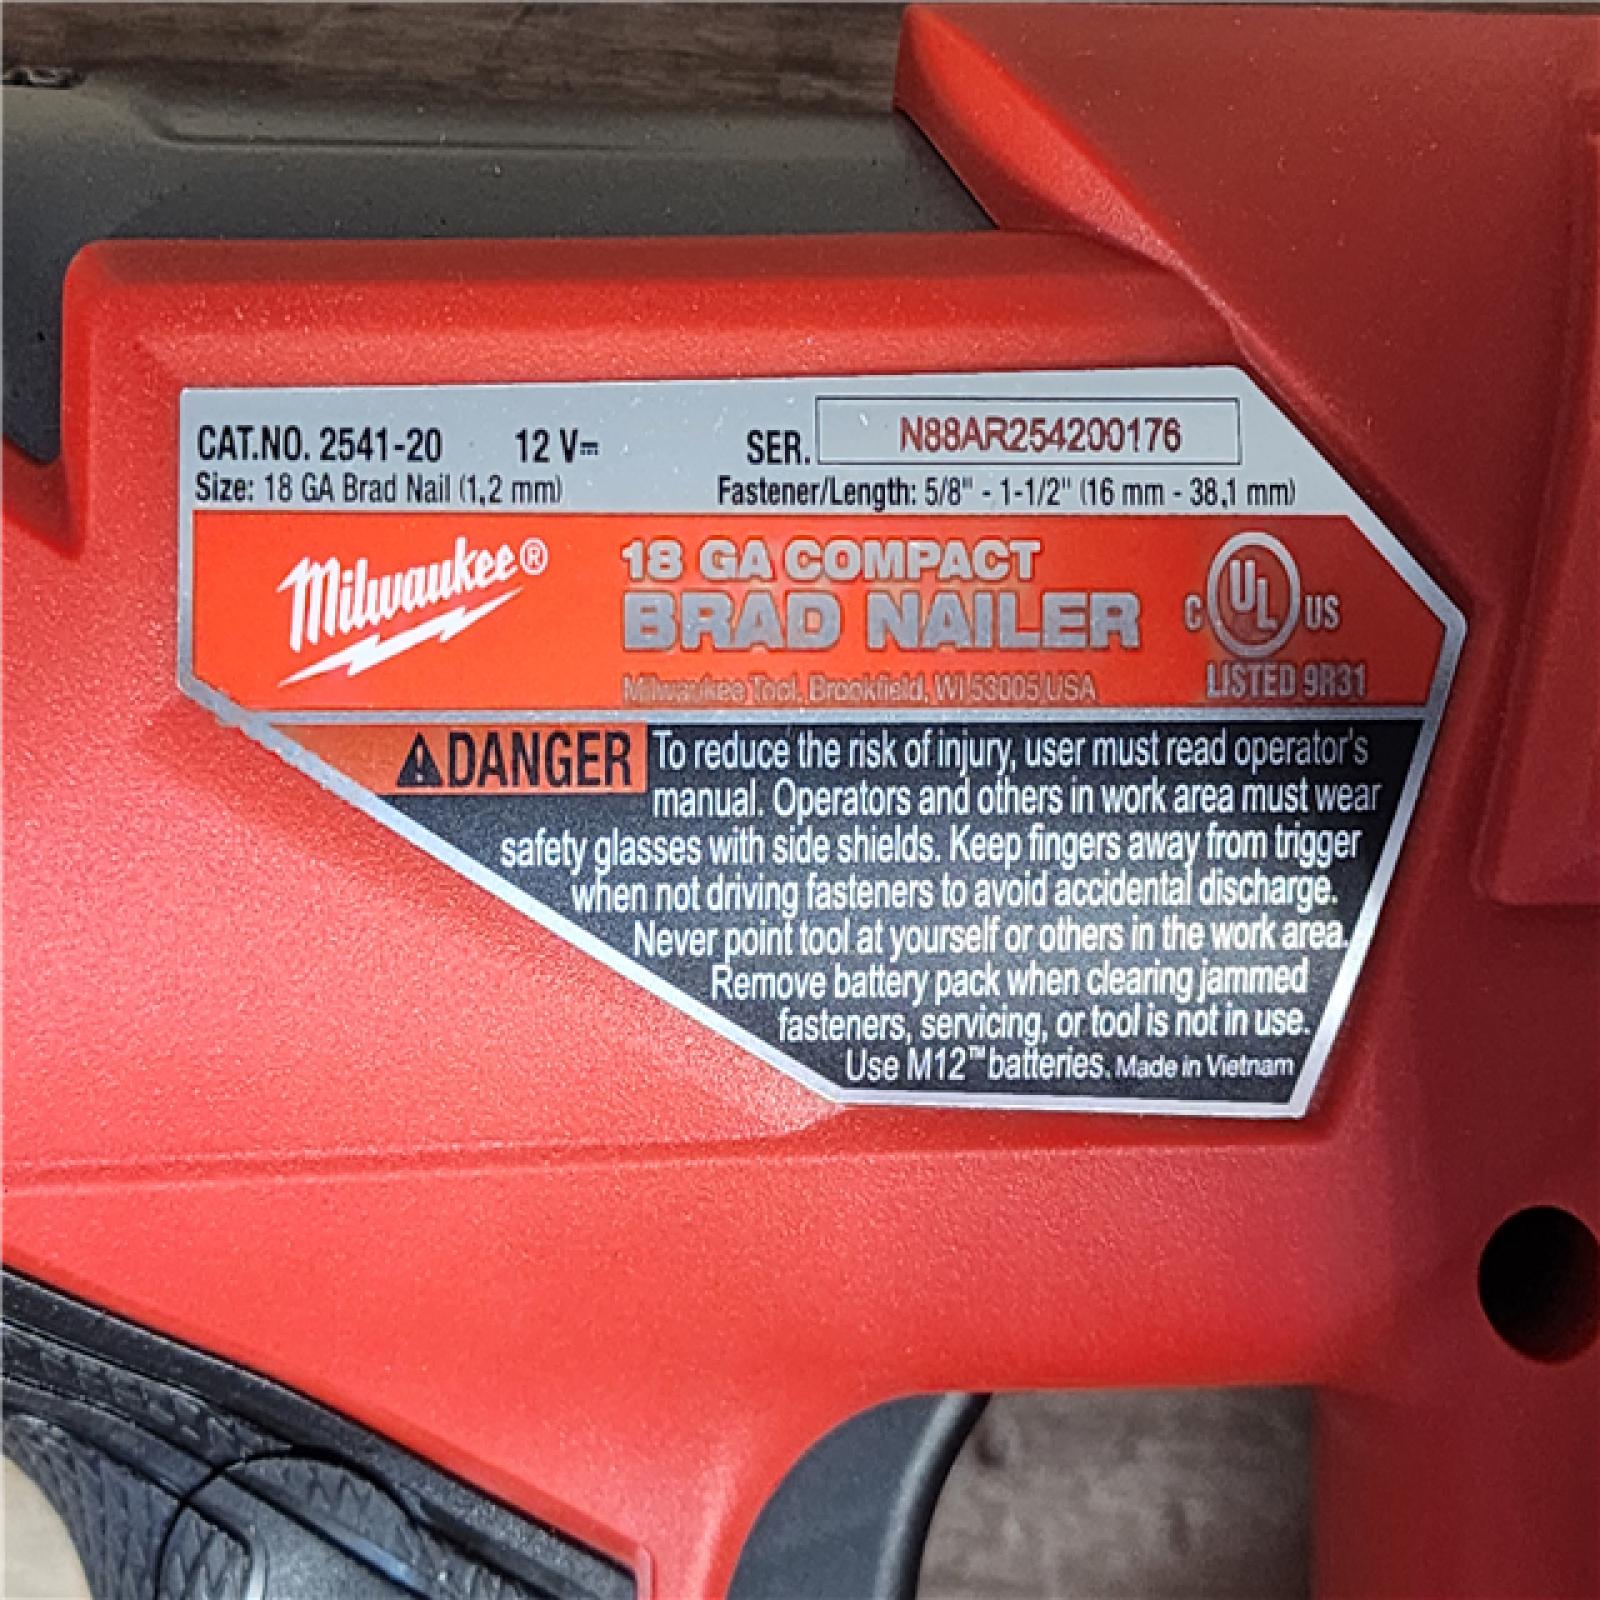 CAT.NO. 2541-20 12 V⎓ SER. N88AR254200176
Size: 18 GA Brad Nail (1,2 mm) Fastener/Length: 5/8" - 1-1/2" (16 mm - 38,1 mm)
Milwaukee®
18 GA COMPACT
BRAD NAILER
Milwaukee Tool, Brookfield, WI 53005 USA
C UL US
LISTED 9R31
⚠DANGER To reduce the risk of injury, user must read operator's
manual. Operators and others in work area must wear
safety glasses with side shields. Keep fingers away from trigger
when not driving fasteners to avoid accidental discharge.
Never point tool at yourself or others in the work area.
Remove battery pack when clearing jammed
fasteners, servicing, or tool is not in use.
Use M12™ batteries. Made in Vietnam